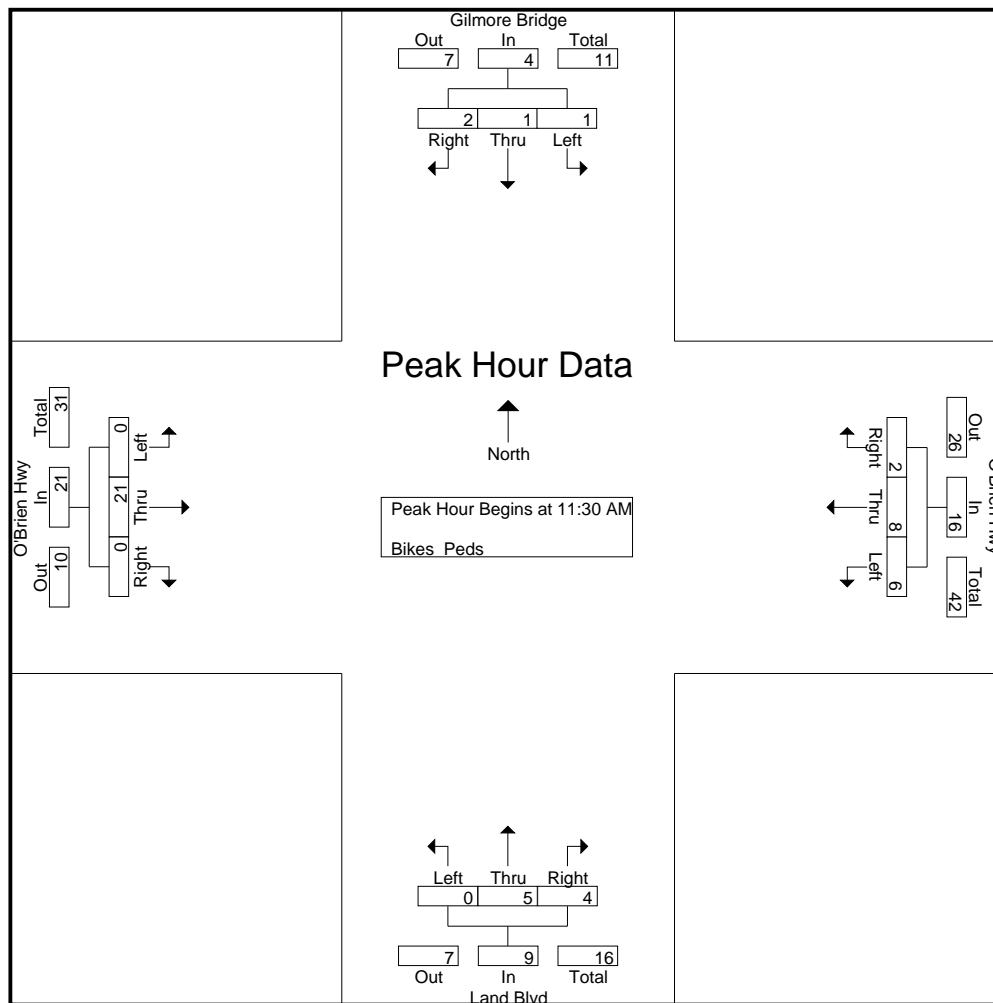 Gilmore Bridge
Out In Total
7 4 11
2 1 1
Right Thru Left
Peak Hour Data
North
Peak Hour Begins at 11:30 AM
Bikes Peds
O'Brien Hwy
Out In Total
10 21 31
0 21 0
Left Thru Right
O'Brien Hwy
Out In Total
26 16 42
2 8 6
Right Thru Left
Left Thru Right
0 5 4
7 9 16
Out In Total
Land Blvd